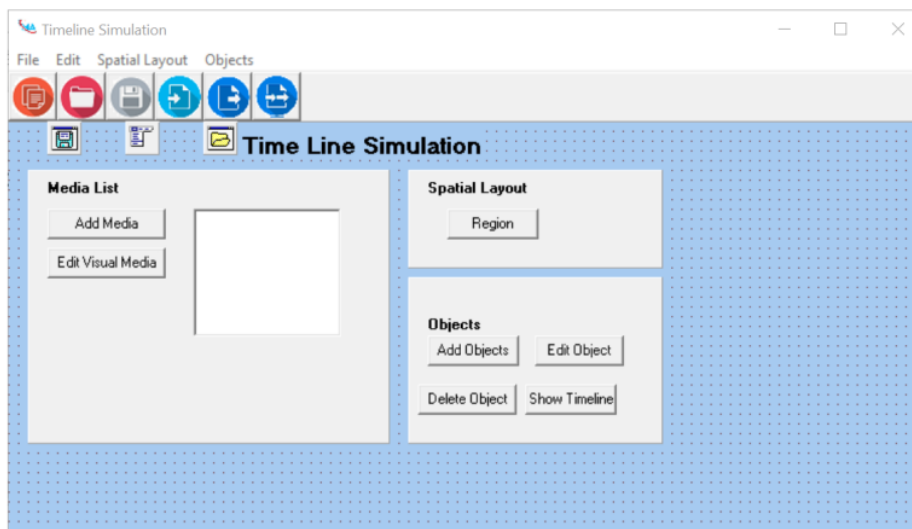 Timeline Simulation
File Edit Spatial Layout Objects
Time Line Simulation
Media List
Add Media
Edit Visual Media
Spatial Layout
Region
Objects
Add Objects Edit Object
Delete Object Show Timeline